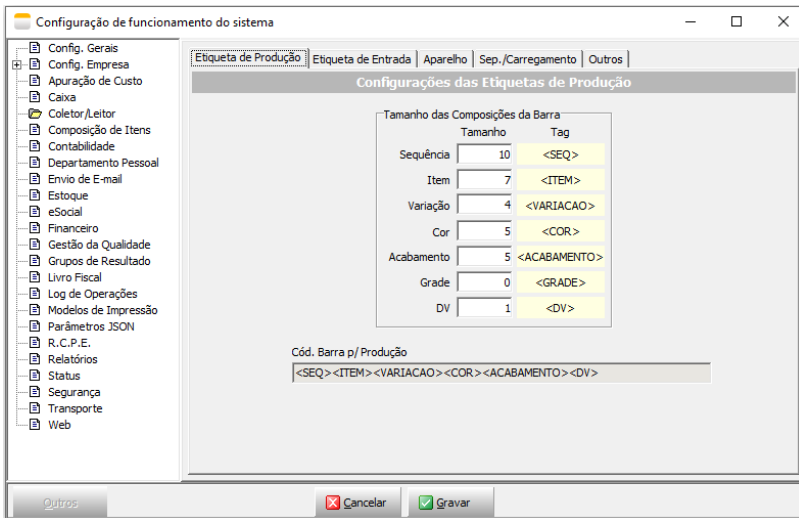 Configuração de funcionamento do sistema
Config. Gerais
Config. Empresa
Apuração de Custo
Caixa
Coletor/Leitor
Composição de Itens
Contabilidade
Departamento Pessoal
Envio de E-mail
Estoque
eSocial
Financeiro
Gestão da Qualidade
Grupos de Resultado
Livro Fiscal
Log de Operações
Modelos de Impressão
Parâmetros JSON
R.C.P.E.
Relatórios
Status
Segurança
Transporte
Web
Etiqueta de Produção Etiqueta de Entrada Aparelho Sep./Carregamento Outros
Configurações das Etiquetas de Produção
Tamanho das Composições da Barra
Tamanho Tag
Sequência 10 <SEQ>
Item 7 <ITEM>
Variação 4 <VARIACAO>
Cor 5 <COR>
Acabamento 5 <ACABAMENTO>
Grade 0 <GRADE>
DV 1 <DV>
Cód. Barra p/ Produção
<SEQ><ITEM><VARIACAO><COR><ACABAMENTO><DV>
Outros Cancelar Gravar